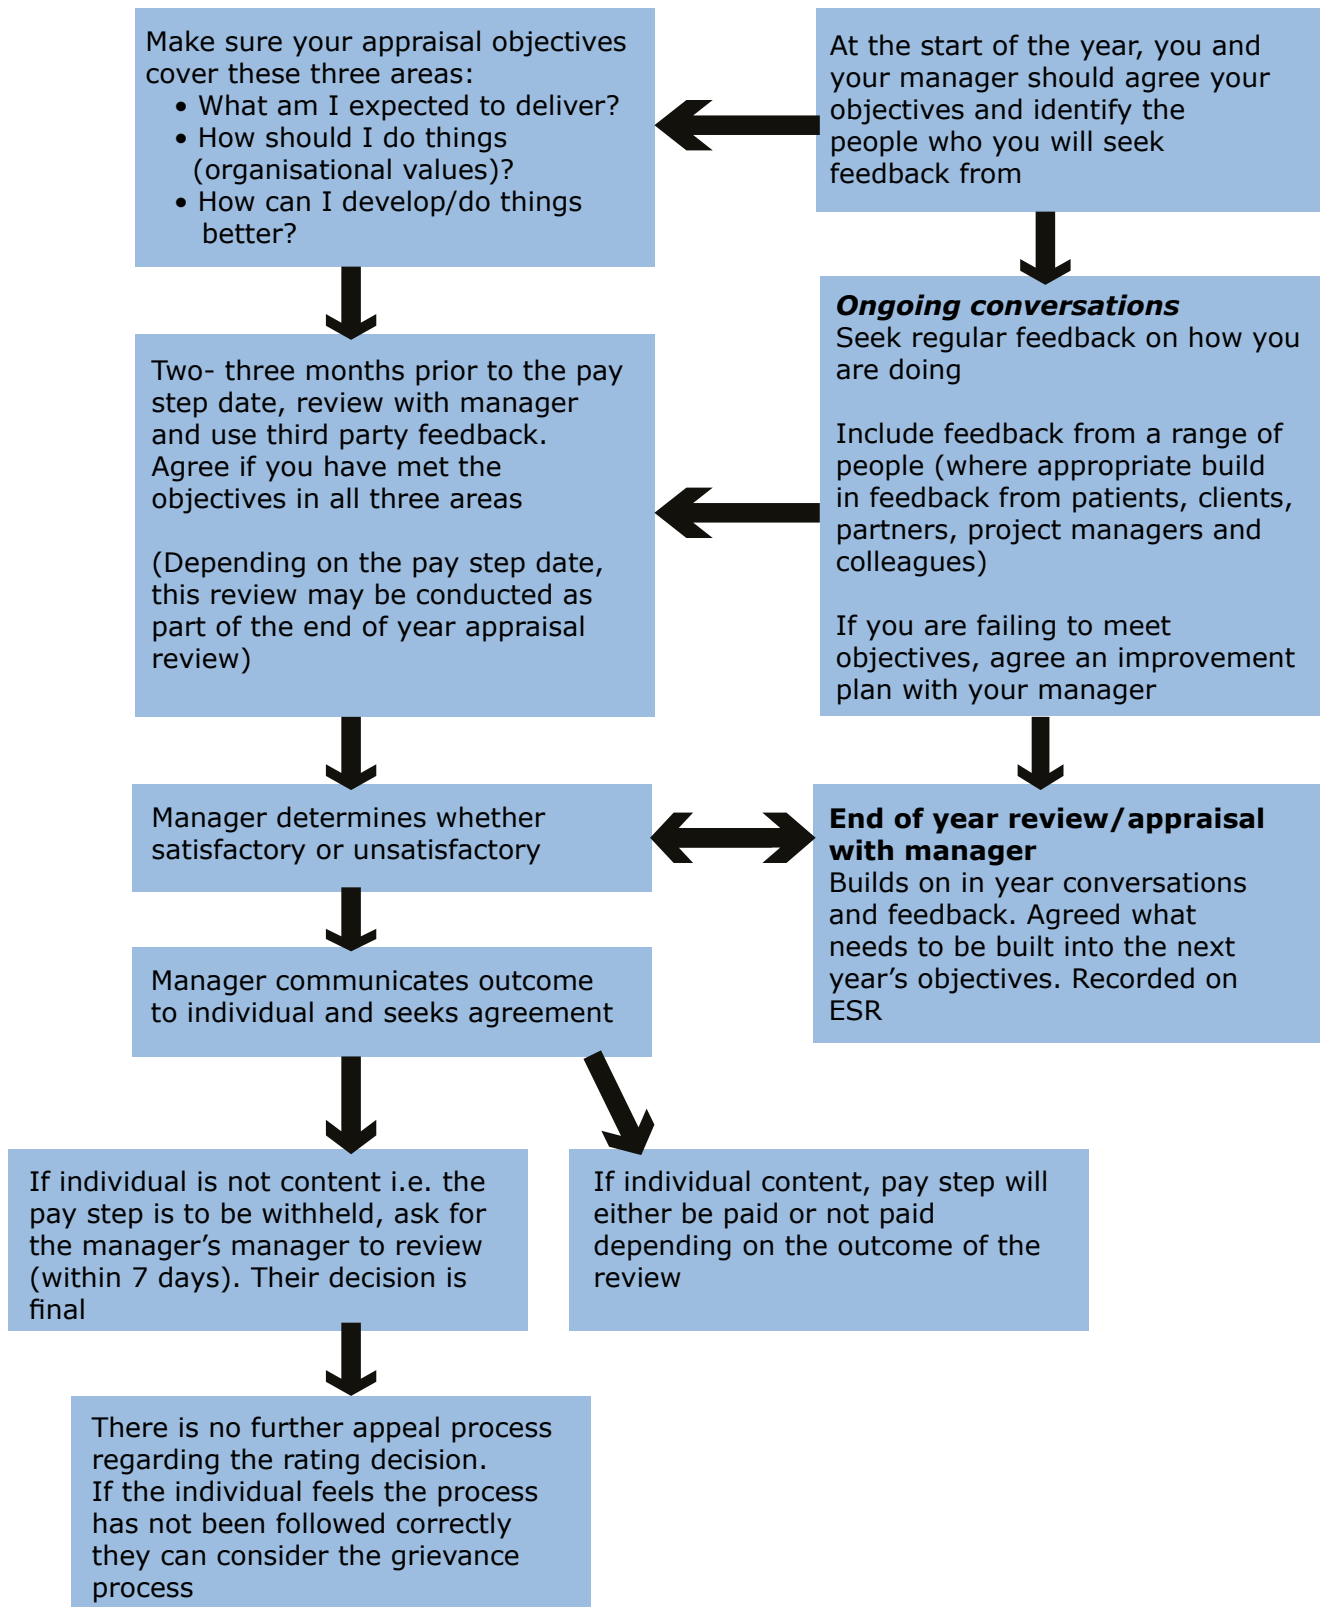 Make sure your appraisal objectives
cover these three areas:
• What am I expected to deliver?
• How should I do things
(organisational values)?
• How can I develop/do things
better?
At the start of the year, you and
your manager should agree your
objectives and identify the
people who you will seek
feedback from
Two- three months prior to the pay
step date, review with manager
and use third party feedback.
Agree if you have met the
objectives in all three areas
(Depending on the pay step date,
this review may be conducted as
part of the end of year appraisal
review)
Ongoing conversations
Seek regular feedback on how you
are doing
Include feedback from a range of
people (where appropriate build
in feedback from patients, clients,
partners, project managers and
colleagues)
If you are failing to meet
objectives, agree an improvement
plan with your manager
Manager determines whether
satisfactory or unsatisfactory
End of year review/appraisal
with manager
Builds on in year conversations
and feedback. Agreed what
needs to be built into the next
year’s objectives. Recorded on
ESR
Manager communicates outcome
to individual and seeks agreement
If individual is not content i.e. the
pay step is to be withheld, ask for
the manager’s manager to review
(within 7 days). Their decision is
final
If individual content, pay step will
either be paid or not paid
depending on the outcome of the
review
There is no further appeal process
regarding the rating decision.
If the individual feels the process
has not been followed correctly
they can consider the grievance
process